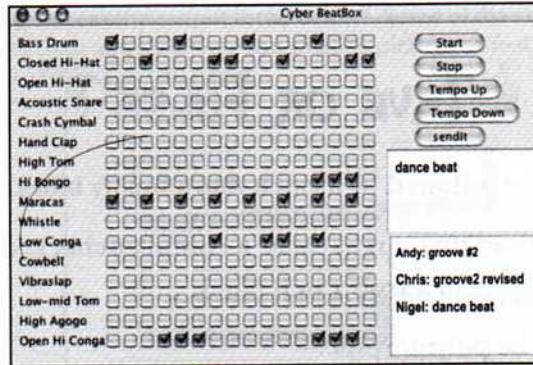 Cyber BeatBox
Bass Drum
Closed Hi-Hat
Open Hi-Hat
Acoustic Snare
Crash Cymbal
Hand Clap
High Tom
Hi Bongo
Maracas
Whistle
Low Conga
Cowbell
Vibraslap
Low-mid Tom
High Agogo
Open Hi Conga
Start
Stop
Tempo Up
Tempo Down
sendIt
dance beat
Andy: groove #2
Chris: groove2 revised
Nigel: dance beat